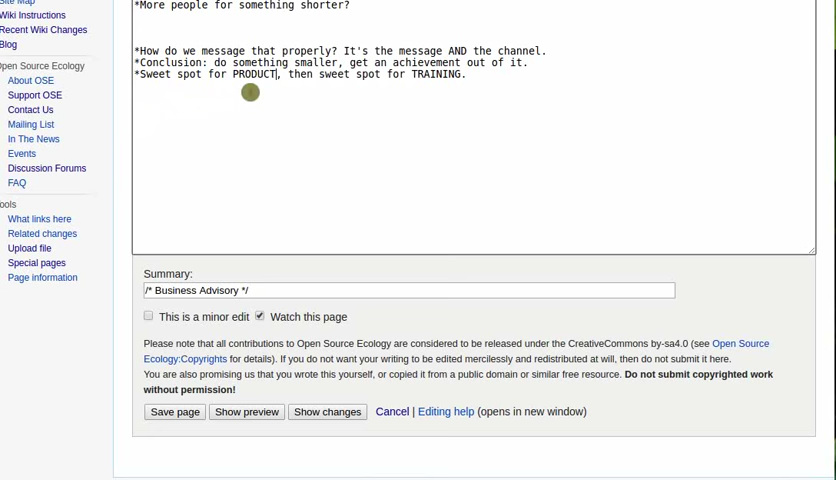 Site Map
Wiki Instructions
Recent Wiki Changes
Blog
Open Source Ecology
About OSE
Support OSE
Contact Us
Mailing List
In The News
Events
Discussion Forums
FAQ
Tools
What links here
Related changes
Upload file
Special pages
Page information
*More people for something shorter?
*How do we message that properly? It's the message AND the channel.
*Conclusion: do something smaller, get an achievement out of it.
*Sweet spot for PRODUCT, then sweet spot for TRAINING.
Summary:
/* Business Advisory */
This is a minor edit Watch this page
Please note that all contributions to Open Source Ecology are considered to be released under the CreativeCommons by-sa4.0 (see Open Source
Ecology:Copyrights for details). If you do not want your writing to be edited mercilessly and redistributed at will, then do not submit it here.
You are also promising us that you wrote this yourself, or copied it from a public domain or similar free resource. Do not submit copyrighted work
without permission!
Save page Show preview Show changes Cancel | Editing help (opens in new window)